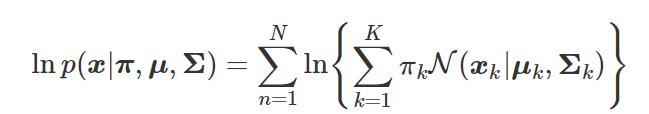 ln p(x|π, μ, Σ) = ∑_{n=1}^{N} ln { ∑_{k=1}^{K} π_k 𝒩(x_k|μ_k, Σ_k) }